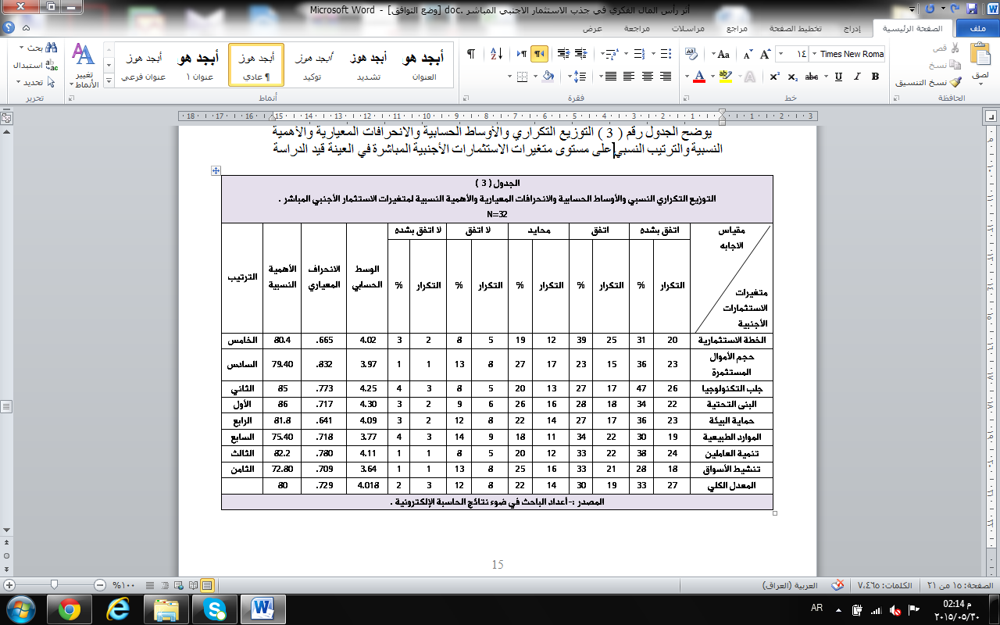 أثر رأس المال الفكري في جذب الاستثمار الاجنبي المباشر .doc [وضع التوافق] - Microsoft Word
ملف
الصفحة الرئيسية
إدراج
تخطيط الصفحة
مراجع
مراسلات
مراجعة
عرض
لصق
قص
نسخ
نسخ التنسيق
الحافظة
Times New Roma
١٤
خط
فقرة
أبجد هوز
العنوان
أبجد هوز
تشديد
أبجد هوز
توكيد
أبجد هوز
عادي
أبجد هو
عنوان ١
أبجد هوز
عنوان فرعي
تغيير الأنماط
أنماط
بحث
استبدال
تحديد
تحرير
يوضح الجدول رقم ( 3 ) التوزيع التكراري والأوساط الحسابية والانحرافات المعيارية والأهمية
النسبية والترتيب النسبي على مستوى متغيرات الاستثمارات الأجنبية المباشرة في العينة قيد الدراسة
الجدول ( 3 )
التوزيع التكراري النسبي والأوساط الحسابية والانحرافات المعيارية والأهمية النسبية لمتغيرات الاستثمار الأجنبي المباشر .
N=32
مقياس الاجابه
متغيرات الاستثمارات الأجنبية
اتفق بشده اتفق محايد لا اتفق لا اتفق بشده الوسط الحسابي الانحراف المعياري الأهمية النسبية الترتيب
التكرار % التكرار % التكرار % التكرار % التكرار %
الخطة الاستثمارية 20 31 25 39 12 19 5 8 2 3 4.02 .665 80.4 الخامس
حجم الأموال المستثمرة 23 36 15 23 17 27 8 13 1 1 3.97 .832 79.40 السادس
جلب التكنولوجيا 26 47 17 27 13 20 5 8 3 4 4.25 .773 85 الثاني
البنى التحتية 22 34 18 28 16 26 6 9 2 3 4.30 .717 86 الأول
حماية البيئة 23 36 17 27 14 22 8 12 2 3 4.09 .641 81.8 الرابع
الموارد الطبيعية 19 30 22 34 11 18 9 14 3 4 3.77 .718 75.40 السابع
تنمية العاملين 24 38 22 33 12 20 5 8 1 1 4.11 .780 82.2 الثالث
تنشيط الأسواق 18 28 21 33 16 25 8 13 1 1 3.64 .709 72.80 الثامن
المعدل الكلي 27 33 19 30 14 22 8 12 3 2 4.018 .729 80
المصدر :- أعداد الباحث في ضوء نتائج الحاسبة الإلكترونية .
15
الصفحة: ١٥ من ٢١
الكلمات: ٧.٤٦٥
العربية (العراق)
%١٠٠
AR
02:14 م
٢٠١٥/٠٥/٣٠